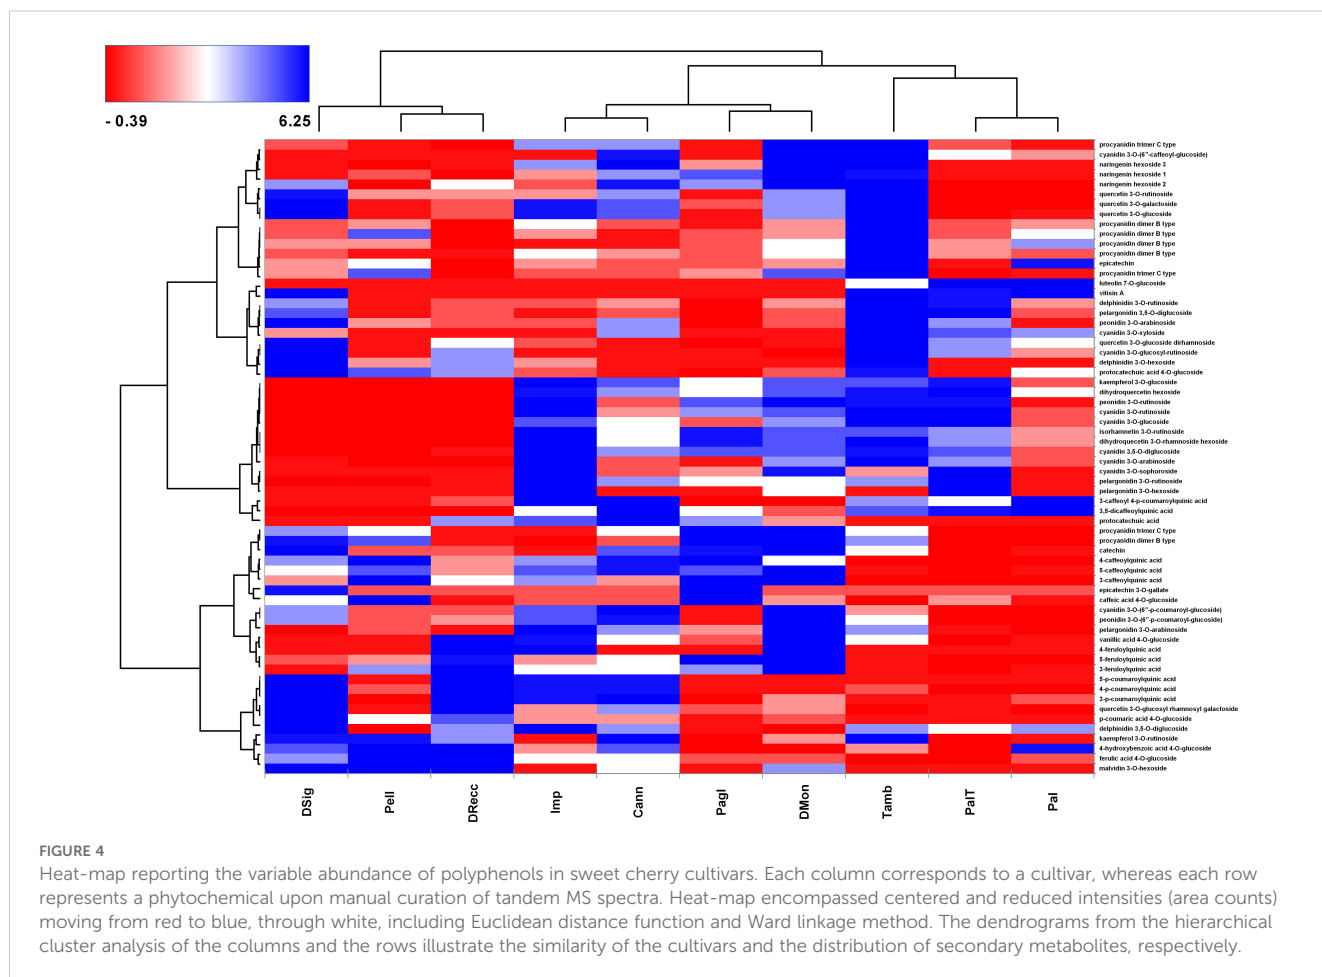 - 0.39 6.25
procyanidin trimer C type
cyanidin 3-O-(6"-caffeoyl-glucoside)
naringenin hexoside 3
naringenin hexoside 1
naringenin hexoside 2
quercetin 3-O-rutinoside
quercetin 3-O-galactoside
quercetin 3-O-glucoside
procyanidin dimer B type
procyanidin dimer B type
procyanidin dimer B type
procyanidin dimer B type
epicatechin
procyanidin trimer C type
luteolin 7-O-glucoside
vitisin A
delphinidin 3-O-rutinoside
pelargonidin 3,5-O-diglucoside
peonidin 3-O-arabinoside
cyanidin 3-O-xyloside
quercetin 3-O-glucoside dirhamnoside
cyanidin 3-O-glucosyl-rutinoside
delphinidin 3-O-hexoside
protocatechuic acid 4-O-glucoside
kaempferol 3-O-glucoside
dihydroquercetin hexoside
peonidin 3-O-rutinoside
cyanidin 3-O-rutinoside
cyanidin 3-O-glucoside
isorhamnetin 3-O-rutinoside
dihydroquecetin 3-O-rhamnoside hexoside
cyanidin 3,5-O-diglucoside
cyanidin 3-O-arabinoside
cyanidin 3-O-sophoroside
pelargonidin 3-O-rutinoside
pelargonidin 3-O-hexoside
3-caffeoyl 4-p-coumaroylquinic acid
3,5-dicaffeoylquinic acid
protocatechuic acid
procyanidin trimer C type
procyanidin dimer B type
catechin
4-caffeoylquinic acid
5-caffeoylquinic acid
3-caffeoylquinic acid
epicatechin 3-O-gallate
caffeic acid 4-O-glucoside
cyanidin 3-O-(6"-p-coumaroyl-glucoside)
peonidin 3-O-(6"-p-coumaroyl-glucoside)
pelargonidin 3-O-arabinoside
vanillic acid 4-O-glucoside
4-feruloylquinic acid
5-feruloylquinic acid
3-feruloylquinic acid
5-p-coumaroylquinic acid
4-p-coumaroylquinic acid
3-p-coumaroylquinic acid
quercetin 3-O-glucosyl rhamnosyl galactoside
p-coumaric acid 4-O-glucoside
delphinidin 3,5-O-diglucoside
kaempferol 3-O-rutinoside
4-hydroxybenzoic acid 4-O-glucoside
ferulic acid 4-O-glucoside
malvidin 3-O-hexoside
DSig Pell DRecc Imp Cann Pagl DMon Tamb PalT Pal
FIGURE 4
Heat-map reporting the variable abundance of polyphenols in sweet cherry cultivars. Each column corresponds to a cultivar, whereas each row
represents a phytochemical upon manual curation of tandem MS spectra. Heat-map encompassed centered and reduced intensities (area counts)
moving from red to blue, through white, including Euclidean distance function and Ward linkage method. The dendrograms from the hierarchical
cluster analysis of the columns and the rows illustrate the similarity of the cultivars and the distribution of secondary metabolites, respectively.